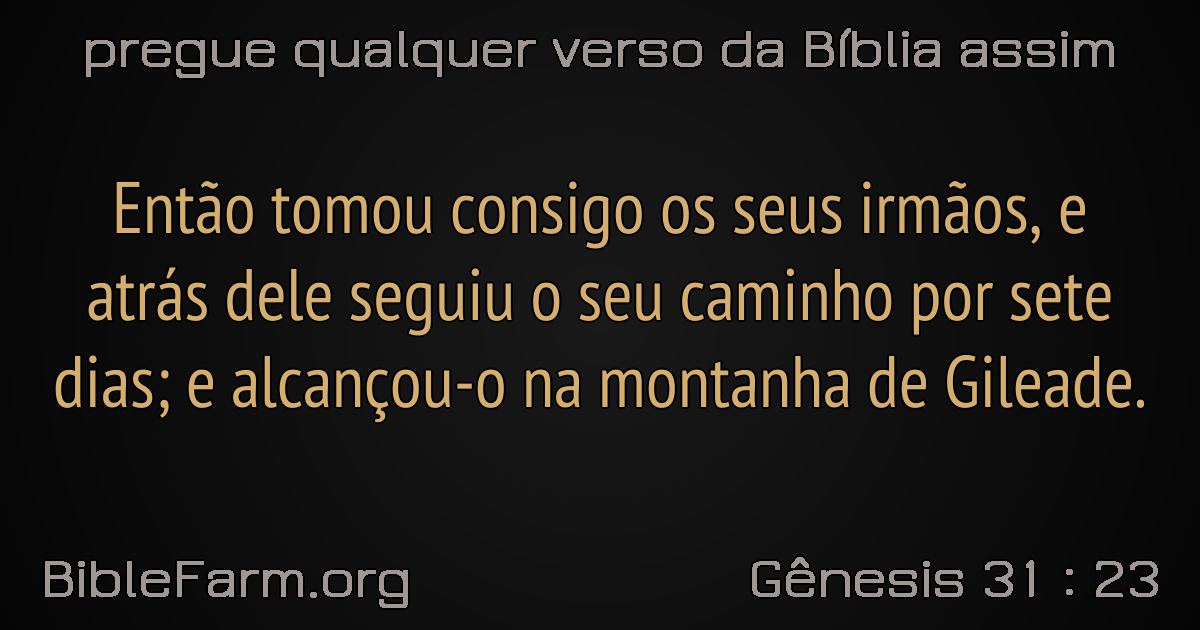 pregue qualquer verso da Bíblia assim
Então tomou consigo os seus irmãos, e
atrás dele seguiu o seu caminho por sete
dias; e alcançou-o na montanha de Gileade.
BibleFarm.org
Gênesis 31 : 23